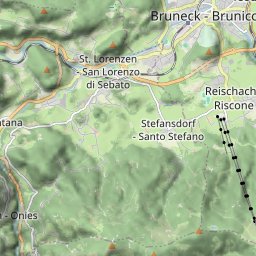 Bruneck - Brunico
St. Lorenzen
- San Lorenzo
di Sebato
Reischach
Riscone
Stefansdorf
- Santo Stefano
- Onies